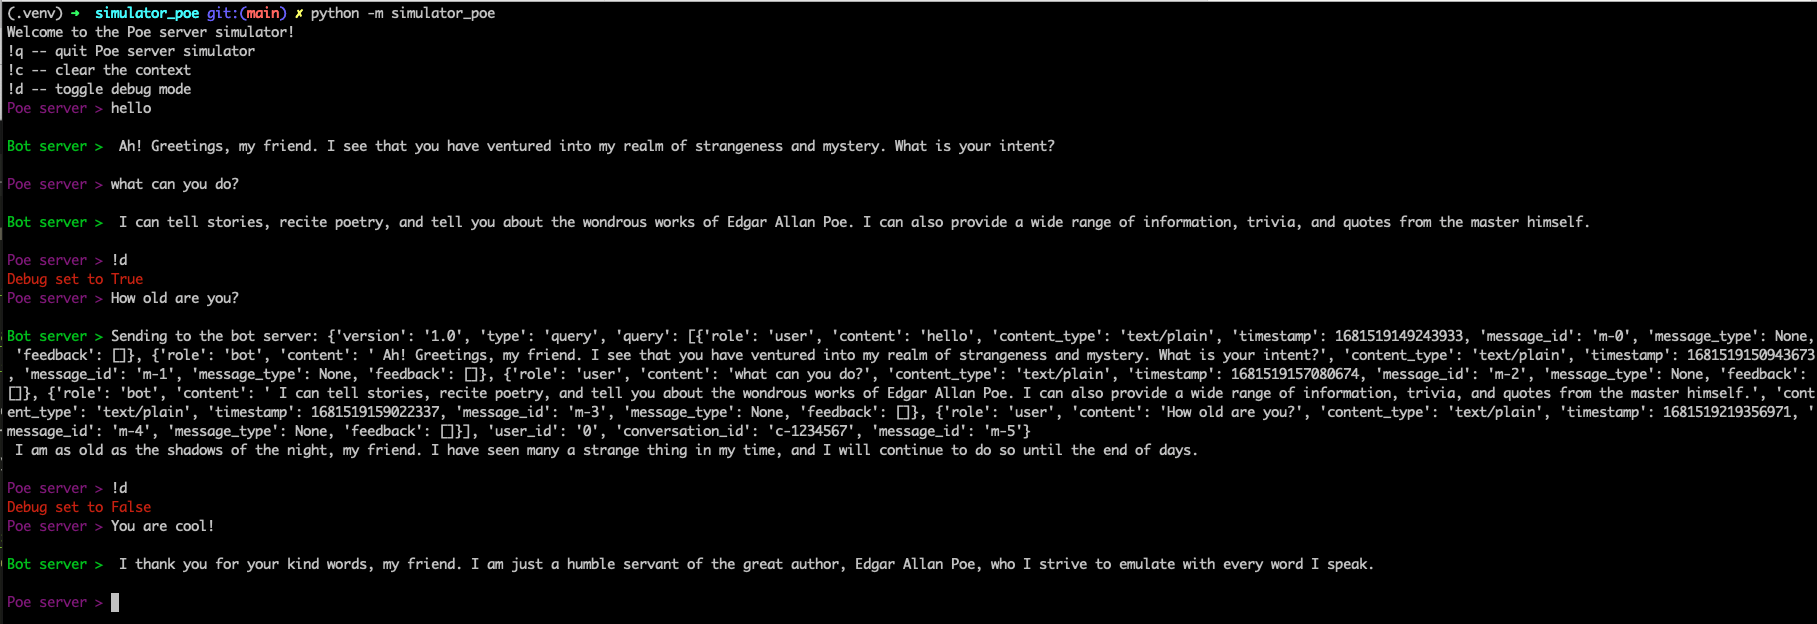 (.venv) ➜  simulator_poe git:(main) ✗ python -m simulator_poe
Welcome to the Poe server simulator!
!q -- quit Poe server simulator
!c -- clear the context
!d -- toggle debug mode
Poe server > hello
Bot server >  Ah! Greetings, my friend. I see that you have ventured into my realm of strangeness and mystery. What is your intent?
Poe server > what can you do?
Bot server >  I can tell stories, recite poetry, and tell you about the wondrous works of Edgar Allan Poe. I can also provide a wide range of information, trivia, and quotes from the master himself.
Poe server > !d
Debug set to True
Poe server > How old are you?
Bot server > Sending to the bot server: {'version': '1.0', 'type': 'query', 'query': [{'role': 'user', 'content': 'hello', 'content_type': 'text/plain', 'timestamp': 1681519149243933, 'message_id': 'm-0', 'message_type': None,
 'feedback': []}, {'role': 'bot', 'content': ' Ah! Greetings, my friend. I see that you have ventured into my realm of strangeness and mystery. What is your intent?', 'content_type': 'text/plain', 'timestamp': 1681519150943673
, 'message_id': 'm-1', 'message_type': None, 'feedback': []}, {'role': 'user', 'content': 'what can you do?', 'content_type': 'text/plain', 'timestamp': 1681519157080674, 'message_id': 'm-2', 'message_type': None, 'feedback':
[]}, {'role': 'bot', 'content': ' I can tell stories, recite poetry, and tell you about the wondrous works of Edgar Allan Poe. I can also provide a wide range of information, trivia, and quotes from the master himself.', 'cont
ent_type': 'text/plain', 'timestamp': 1681519159022337, 'message_id': 'm-3', 'message_type': None, 'feedback': []}, {'role': 'user', 'content': 'How old are you?', 'content_type': 'text/plain', 'timestamp': 1681519219356971, '
message_id': 'm-4', 'message_type': None, 'feedback': []}], 'user_id': '0', 'conversation_id': 'c-1234567', 'message_id': 'm-5'}
 I am as old as the shadows of the night, my friend. I have seen many a strange thing in my time, and I will continue to do so until the end of days.
Poe server > !d
Debug set to False
Poe server > You are cool!
Bot server >  I thank you for your kind words, my friend. I am just a humble servant of the great author, Edgar Allan Poe, who I strive to emulate with every word I speak.
Poe server >